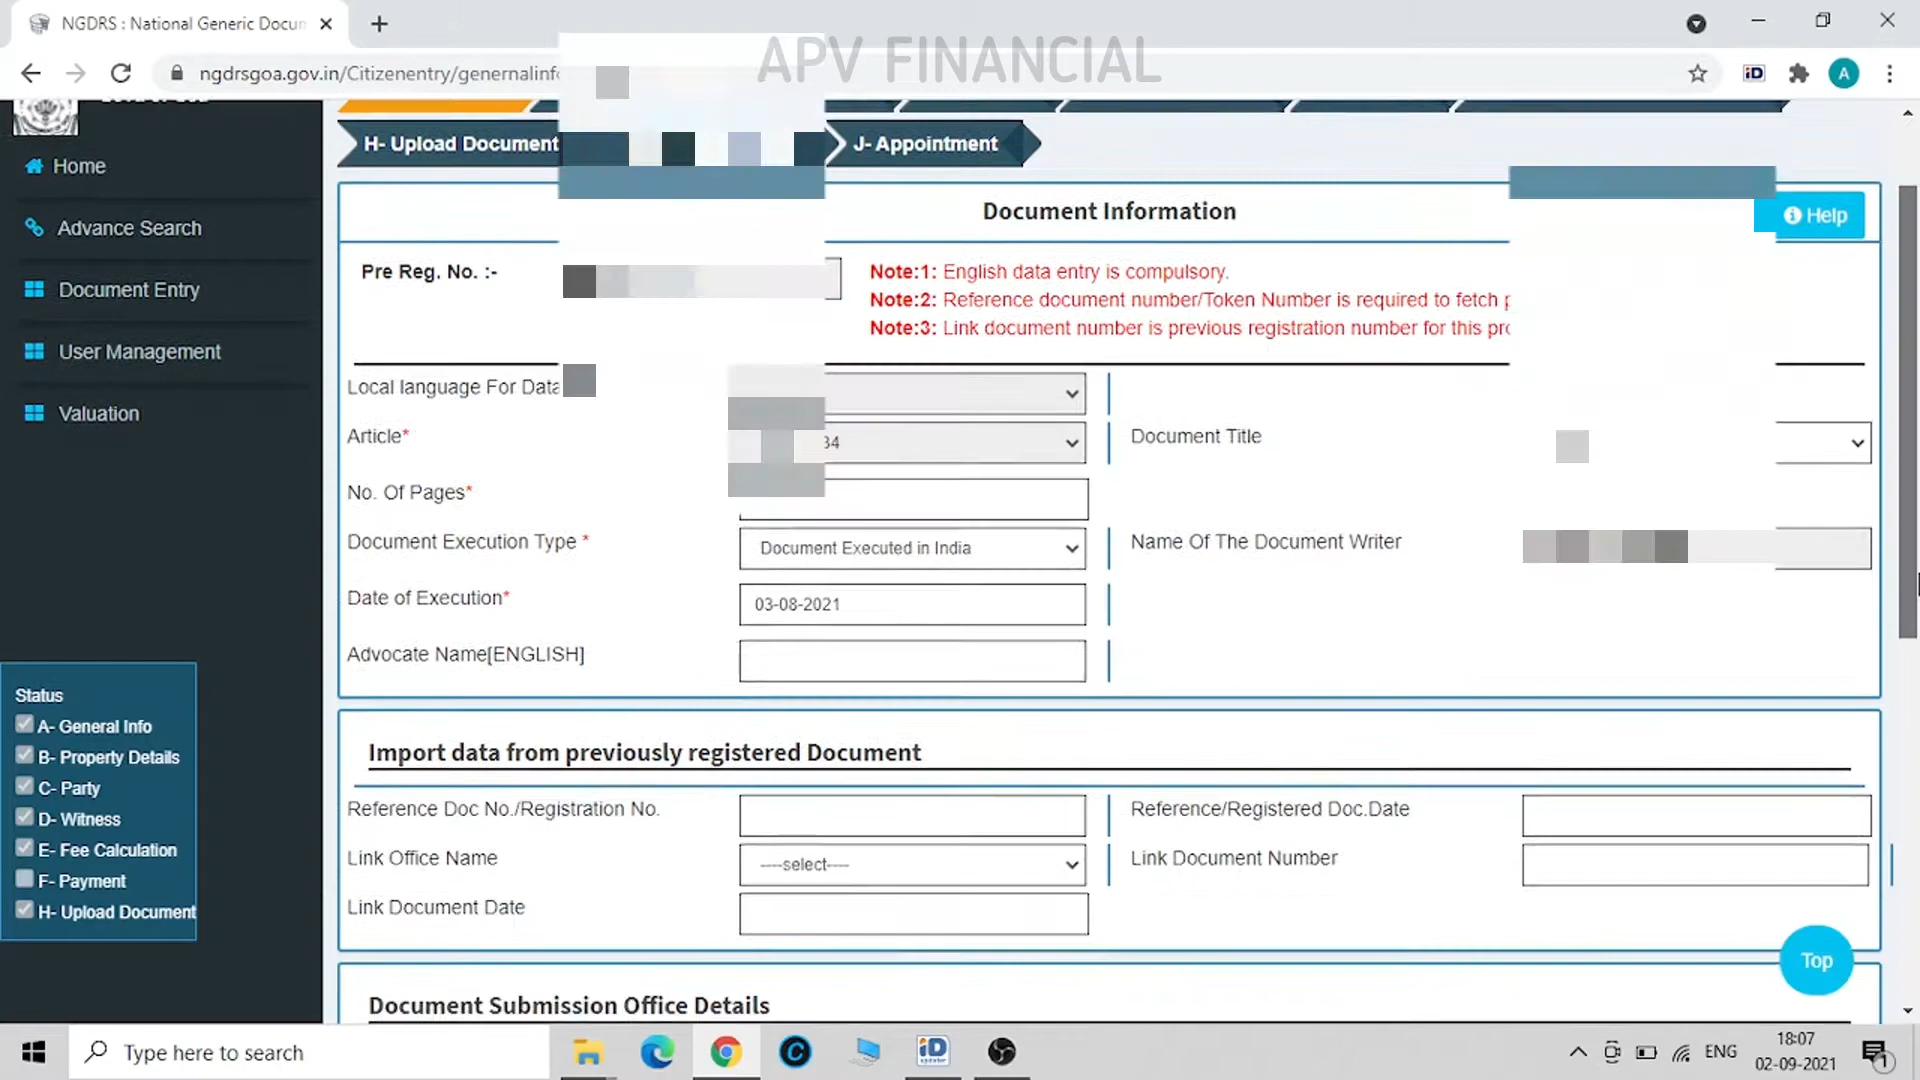 NGDRS : National Generic Docun
APV FINANCIAL
ngdrsgoa.gov.in/Citizenentry/genernalinfo
A
Home
Advance Search
Document Entry
User Management
Valuation
H- Upload Document
J- Appointment
Document Information
Help
Pre Reg. No. :-
Note:1: English data entry is compulsory.
Note:2: Reference document number/Token Number is required to fetch p
Note:3: Link document number is previous registration number for this pro
Local language For Data
Article*
34
Document Title
No. Of Pages*
Document Execution Type *
Document Executed in India
Name Of The Document Writer
Date of Execution*
03-08-2021
Advocate Name[ENGLISH]
Status
A- General Info
B- Property Details
C- Party
D- Witness
E- Fee Calculation
F- Payment
H- Upload Document
Import data from previously registered Document
Reference Doc No./Registration No.
Reference/Registered Doc.Date
Link Office Name
----select----
Link Document Number
Link Document Date
Top
Document Submission Office Details
Type here to search
ENG
18:07
02-09-2021
1